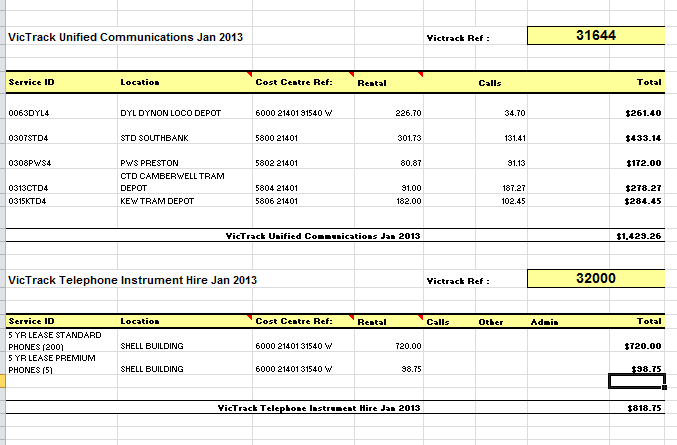 VicTrack Unified Communications Jan 2013 Victrack Ref : 31644
Service ID Location Cost Centre Ref: Rental Calls Total
0063DYL4 DYL DYNON LOCO DEPOT 6000 21401 91540 W 226.70 34.70 $261.40
0307STD4 STD SOUTHBANK 5800 21401 301.73 131.41 $433.14
0308PWS4 PWS PRESTON 5802 21401 80.87 91.13 $172.00
CTD CAMBERWELL TRAM
0313CTD4 DEPOT 5804 21401 91.00 187.27 $278.27
0315KTD4 KEW TRAM DEPOT 5806 21401 182.00 102.45 $284.45
VicTrack Unified Communications Jan 2013 $1,429.26
VicTrack Telephone Instrument Hire Jan 2013 Victrack Ref : 32000
Service ID Location Cost Centre Ref: Rental Calls Other Admin Total
5 YR LEASE STANDARD
PHONES (200) SHELL BUILDING 6000 21401 31540 W 720.00 $720.00
5 YR LEASE PREMIUM
PHONES (5) SHELL BUILDING 6000 21401 31540 W 98.75 $98.75
VicTrack Telephone Instrument Hire Jan 2013 $818.75